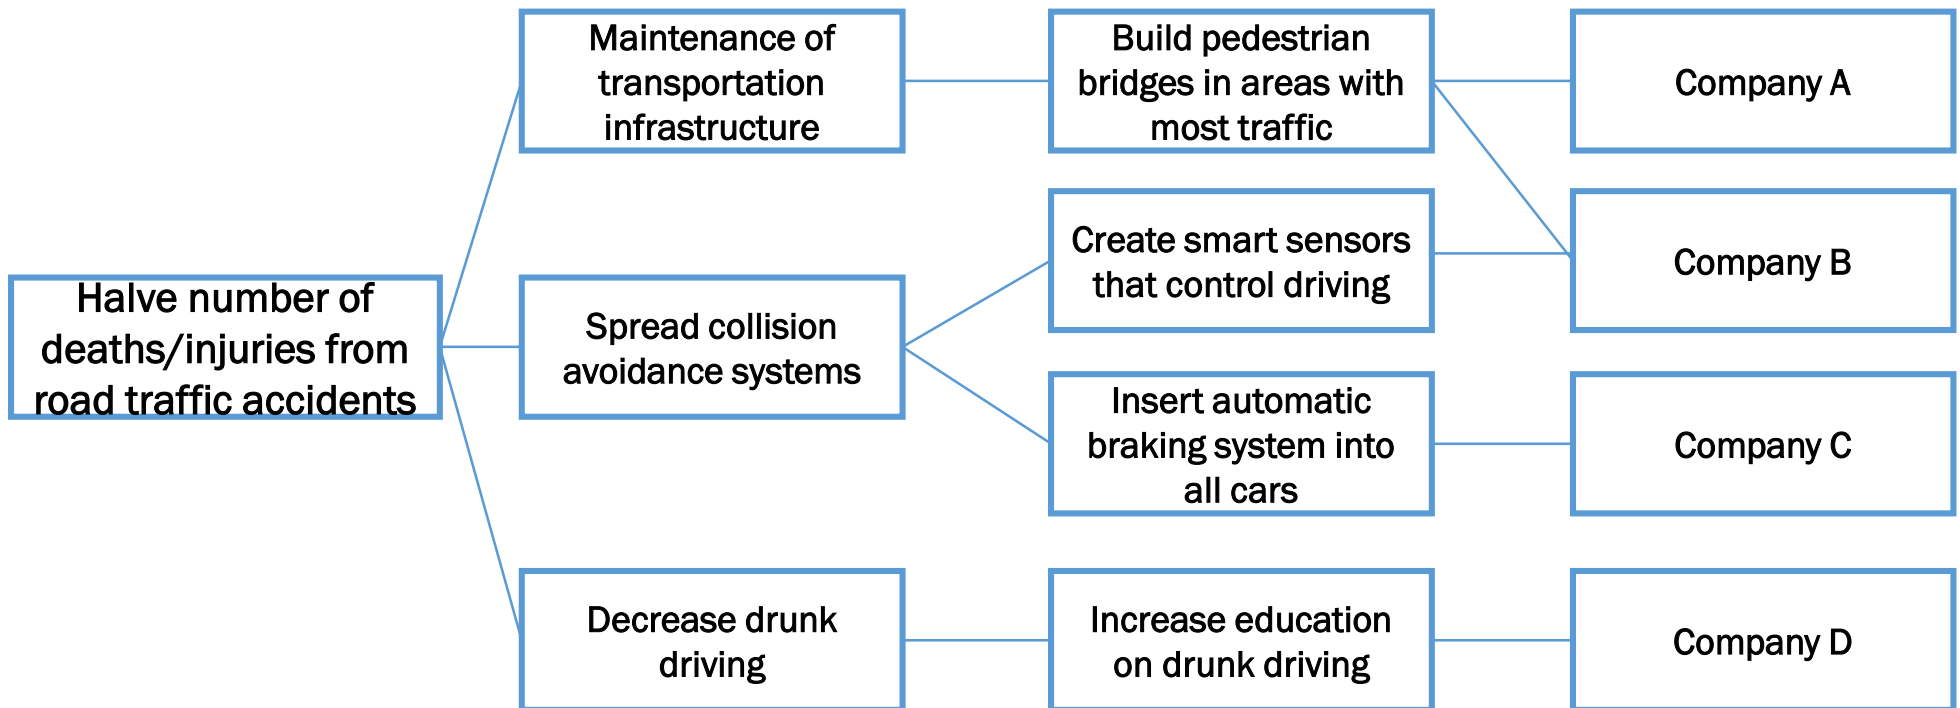 Halve number of
deaths/injuries from
road traffic accidents
Maintenance of
transportation
infrastructure
Spread collision
avoidance systems
Decrease drunk
driving
Build pedestrian
bridges in areas with
most traffic
Create smart sensors
that control driving
Insert automatic
braking system into
all cars
Increase education
on drunk driving
Company A
Company B
Company C
Company D